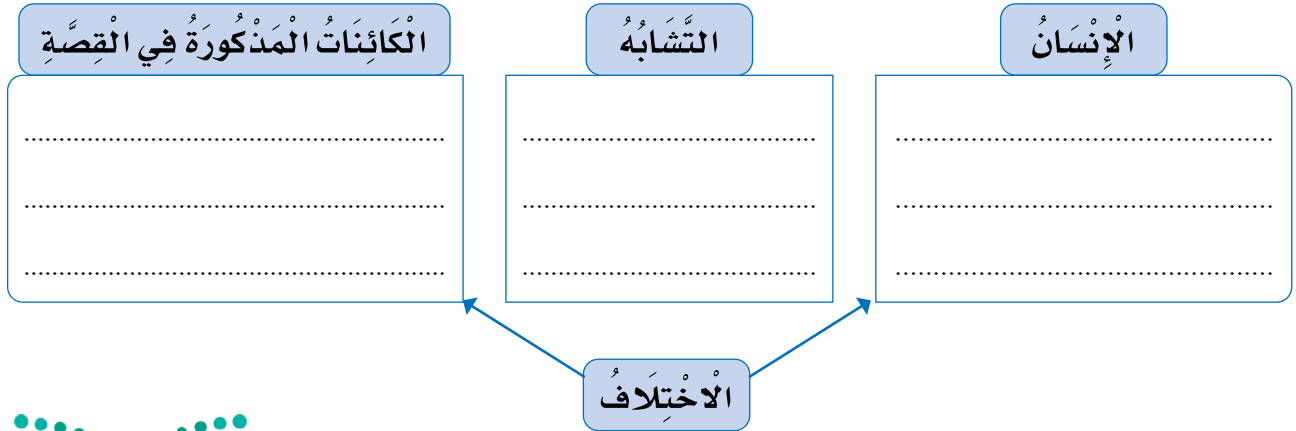 الْإِنْسَانُ
التَّشَابُهُ
الْكَائِنَاتُ الْمَذْكُورَةُ فِي الْقِصَّةِ
الْاخْتِلَافُ